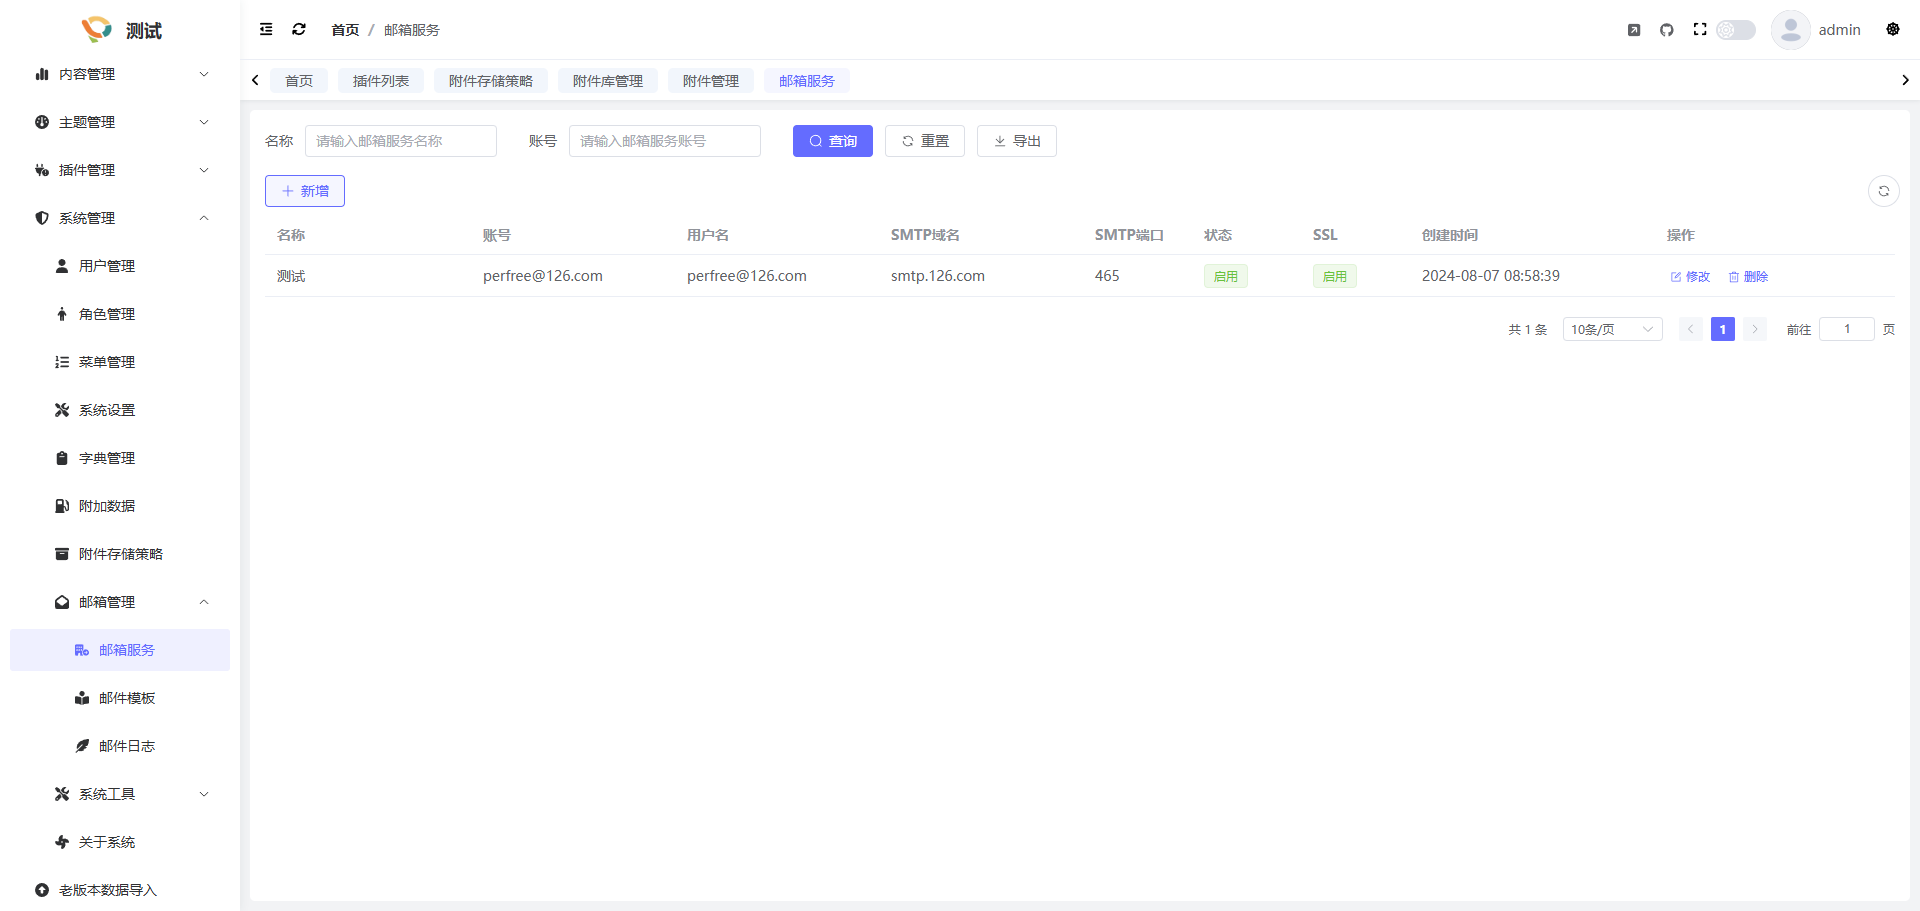 测试
内容管理
主题管理
插件管理
系统管理
用户管理
角色管理
菜单管理
系统设置
字典管理
附加数据
附件存储策略
邮箱管理
邮箱服务
邮件模板
邮件日志
系统工具
关于系统
老版本数据导入
首页 / 邮箱服务
admin
首页 插件列表 附件存储策略 附件库管理 附件管理 邮箱服务
名称 请输入邮箱服务名称 账号 请输入邮箱服务账号 查询 重置 导出
新增
名称 账号 用户名 SMTP域名 SMTP端口 状态 SSL 创建时间 操作
测试 perfree@126.com perfree@126.com smtp.126.com 465 启用 启用 2024-08-07 08:58:39 修改 删除
共 1 条 10条/页 1 前往 1 页